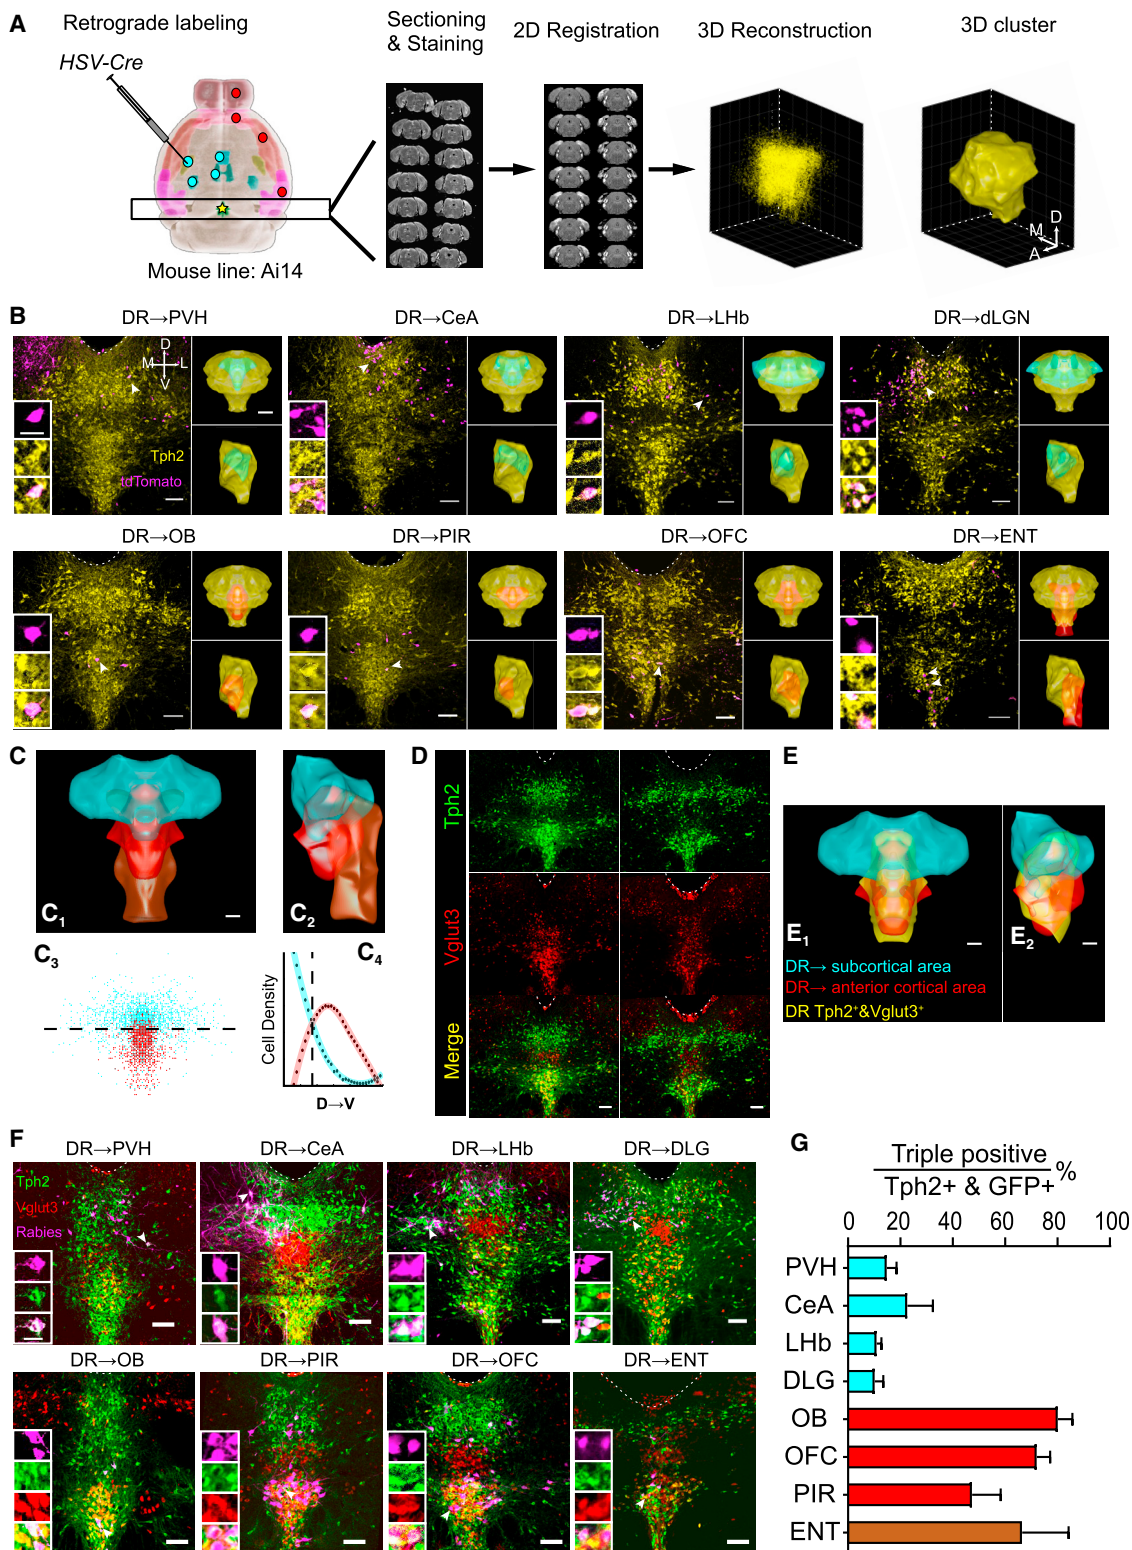 A
Retrograde labeling
HSV-Cre
Mouse line: Ai14
Sectioning
& Staining
2D Registration
3D Reconstruction
3D cluster
D
M
A
B
DR→PVH
DR→CeA
DR→LHb
DR→dLGN
D
M
L
V
Tph2
tdTomato
DR→OB
DR→PIR
DR→OFC
DR→ENT
C
C1
C2
C3
C4
Cell Density
D→V
D
Tph2
Vglut3
Merge
E
E1
E2
DR→ subcortical area
DR→ anterior cortical area
DR Tph2+&Vglut3+
F
DR→PVH
DR→CeA
DR→LHb
DR→DLG
Tph2
Vglut3
Rabies
DR→OB
DR→PIR
DR→OFC
DR→ENT
G
Triple positive
Tph2+ & GFP+
%
0 20 40 60 80 100
PVH
CeA
LHb
DLG
OB
OFC
PIR
ENT